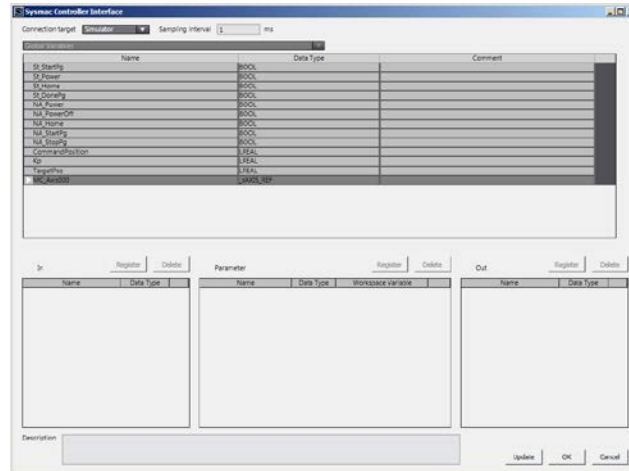 Sysmac Controller Interface
Connection target Simulator Sampling interval 1 ms
Global Variables
Name Data Type Comment
St_StartPg BOOL
St_Power BOOL
St_Home BOOL
St_DonePg BOOL
NA_Power BOOL
NA_PowerOff BOOL
NA_Home BOOL
NA_StartPg BOOL
NA_StopPg BOOL
CommandPosition LREAL
Kp LREAL
TargetPos LREAL
MC_Axis000 _sAXIS_REF
In Register Delete Parameter Register Delete Out Register Delete
Name Data Type Name Data Type Workspace Variable Name Data Type
Description
Update OK Cancel